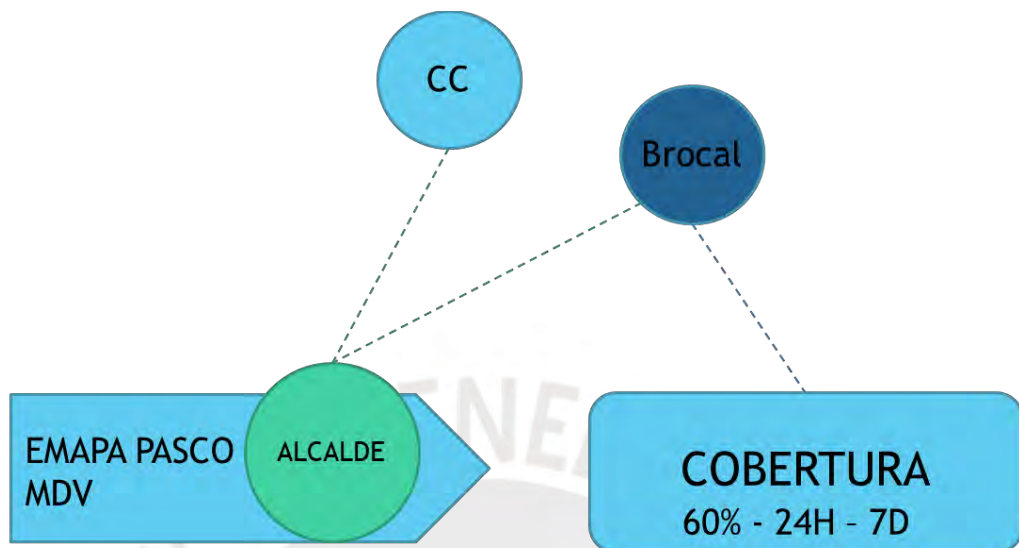 CC
Brocal
EMAPA PASCO
MDV
ALCALDE
COBERTURA
60% - 24H - 7D